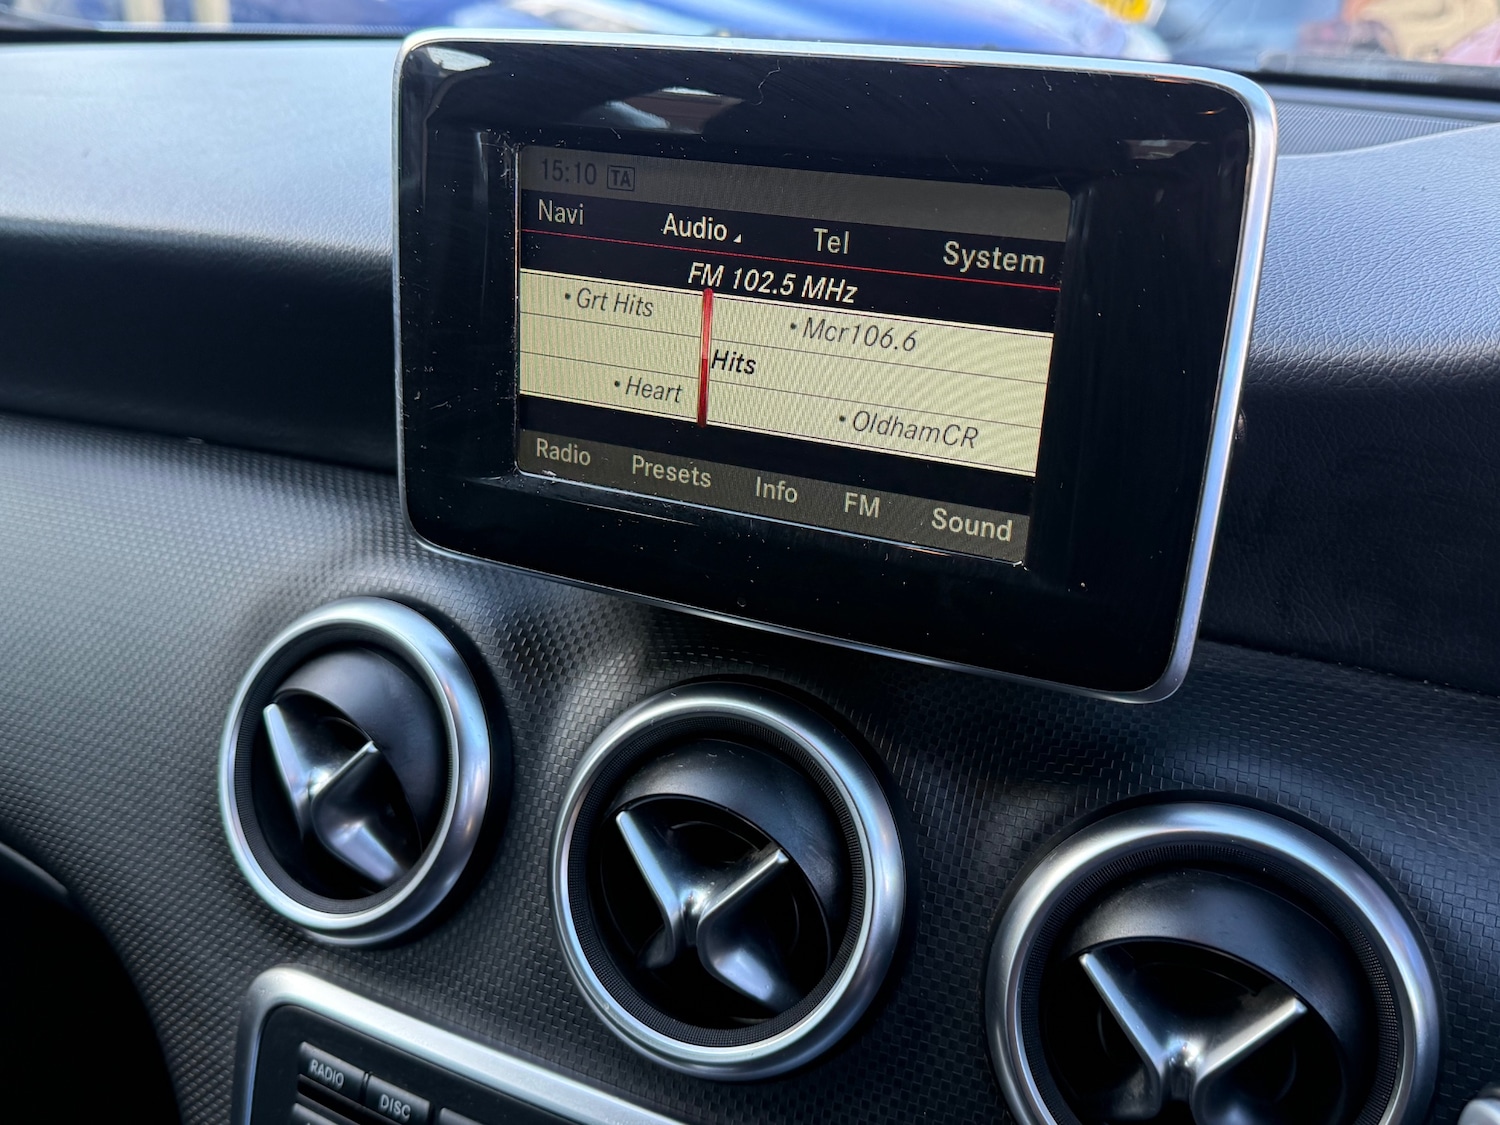 15:10 TA
Navi Audio Tel System
FM 102.5 MHz
•Grt Hits •Mcr106.6
Hits
•Heart •OldhamCR
Radio Presets Info FM Sound
RADIO
DISC